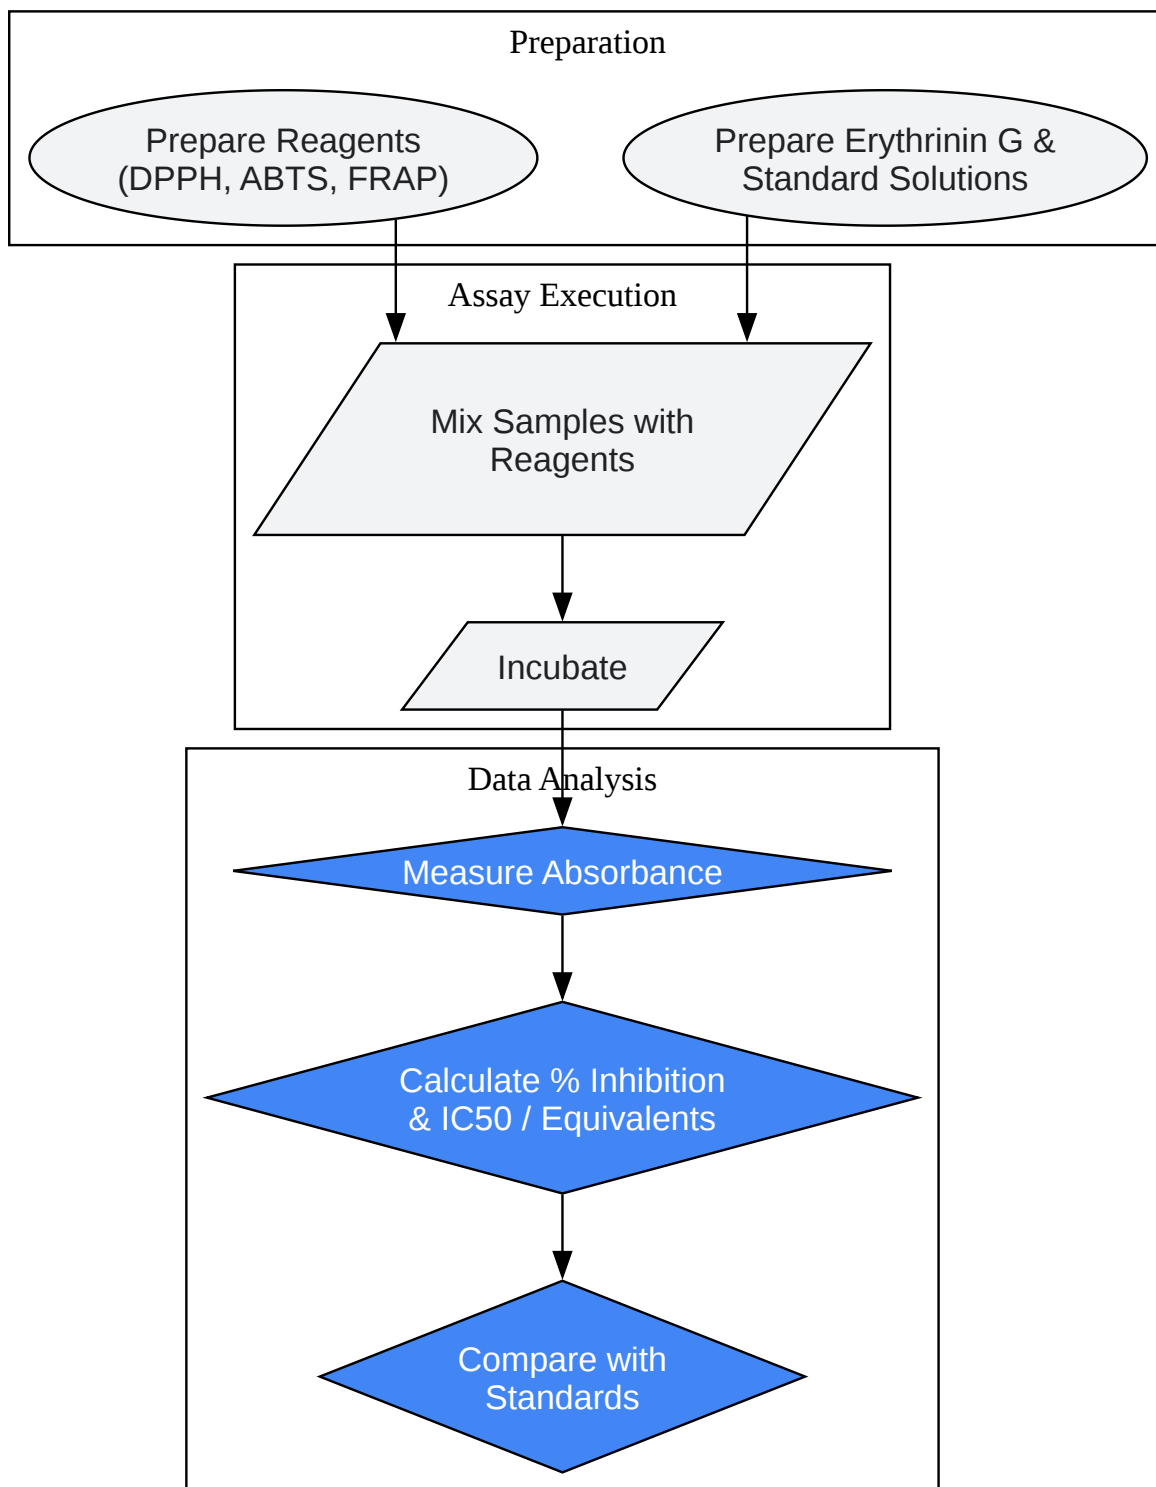 Preparation
Prepare Reagents
(DPPH, ABTS, FRAP)
Prepare Erythrinin G &
Standard Solutions
Assay Execution
Mix Samples with
Reagents
Incubate
Data Analysis
Measure Absorbance
Calculate % Inhibition
& IC50 / Equivalents
Compare with
Standards